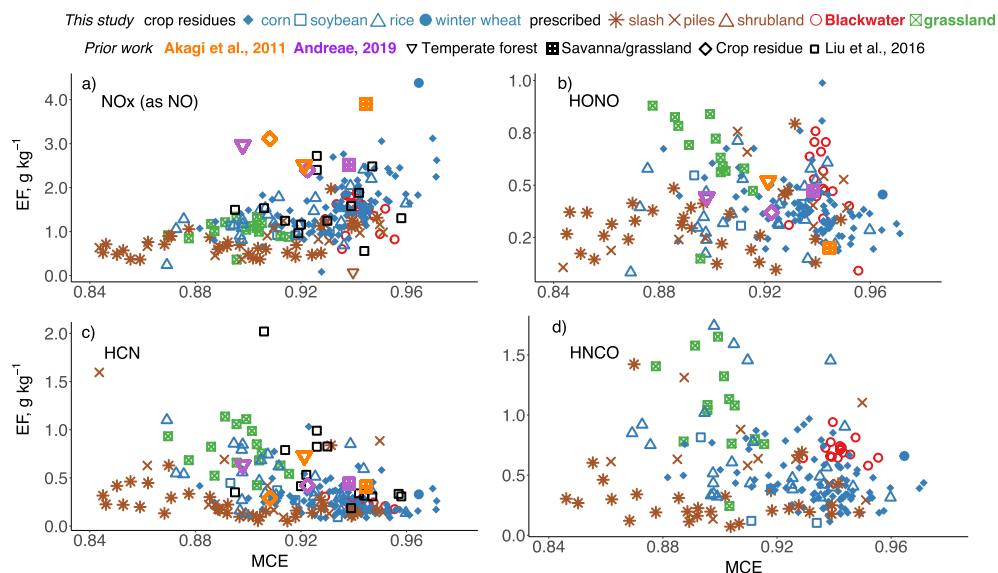 This study crop residues corn soybean rice winter wheat prescribed slash piles shrubland Blackwater grassland
Prior work Akagi et al., 2011 Andreae, 2019 Temperate forest Savanna/grassland Crop residue Liu et al., 2016
a)
NOx (as NO)
EF, g kg⁻¹
4.0
3.0
2.0
1.0
0.0
0.84 0.88 0.92 0.96
b)
HONO
1.0
0.8
0.5
0.2
0.84 0.88 0.92 0.96
c)
HCN
EF, g kg⁻¹
2.0
1.5
1.0
0.5
0.0
0.84 0.88 0.92 0.96
MCE
d)
HNCO
1.5
1.0
0.5
0.0
0.84 0.88 0.92 0.96
MCE